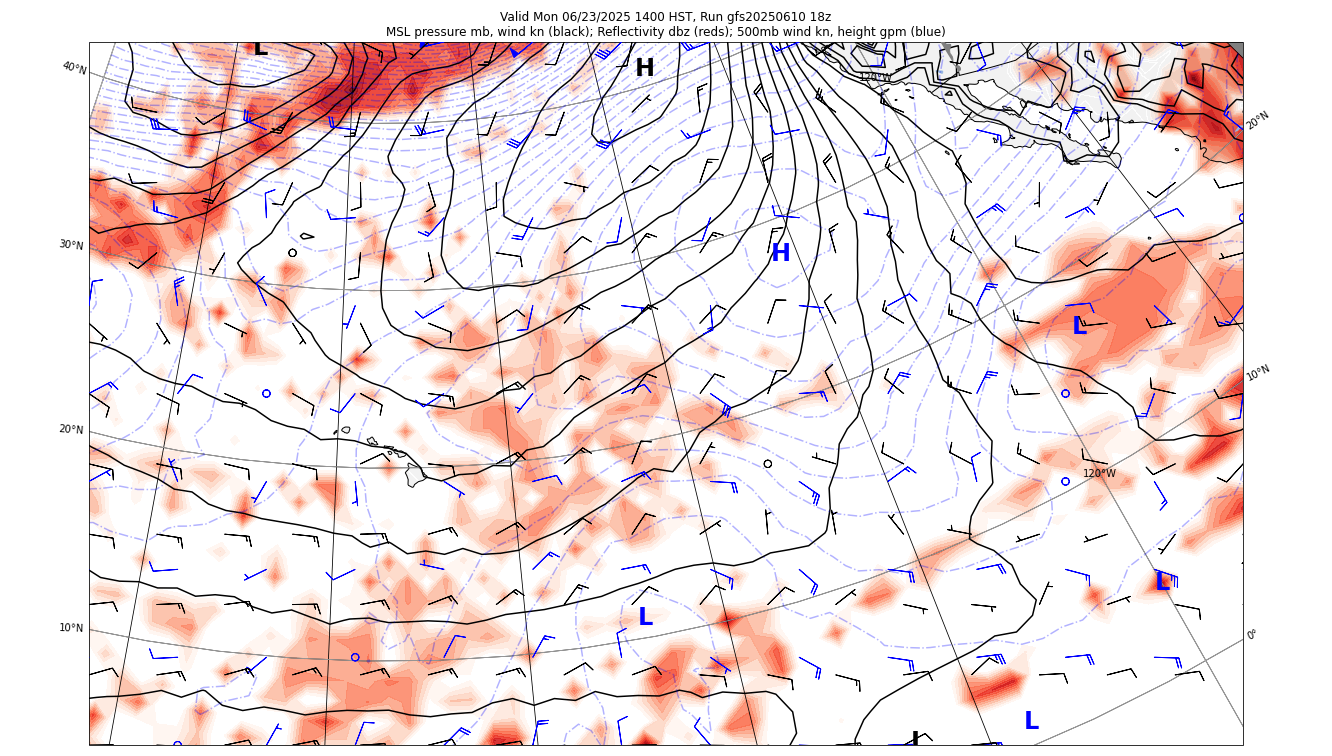 Valid Mon 06/23/2025 1400 HST, Run gfs20250610 18z
MSL pressure mb, wind kn (black); Reflectivity dbz (reds); 500mb wind kn, height gpm (blue)
L
H
40°N
120°W
20°N
30°N
H
L
10°N
20°N
120°W
L
L
10°N
0°
L
L